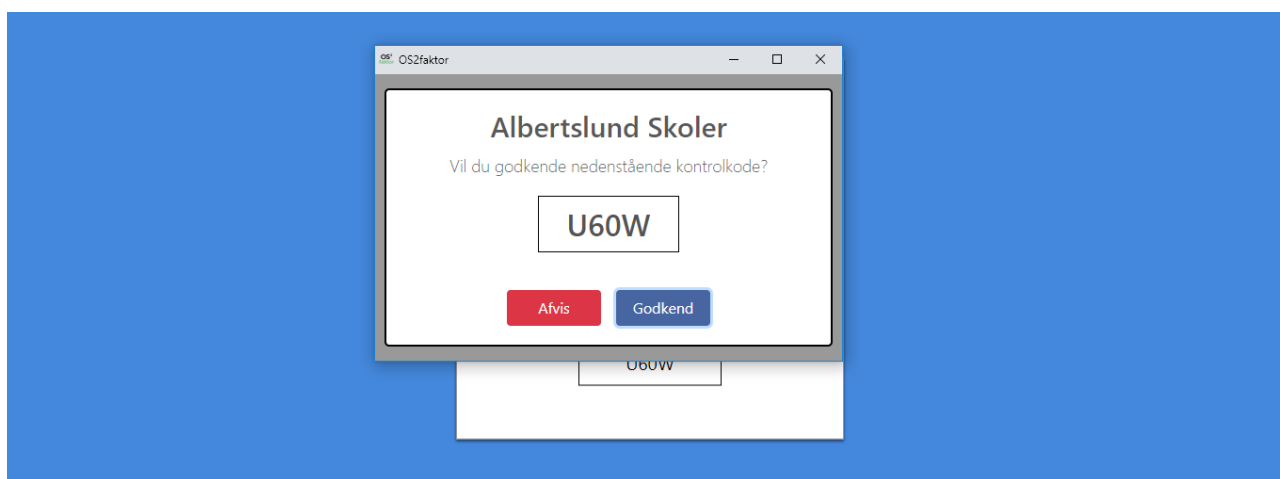 OS2faktor
Albertslund Skoler
Vil du godkende nedenstående kontrolkode?
U60W
Afvis
Godkend
U60W